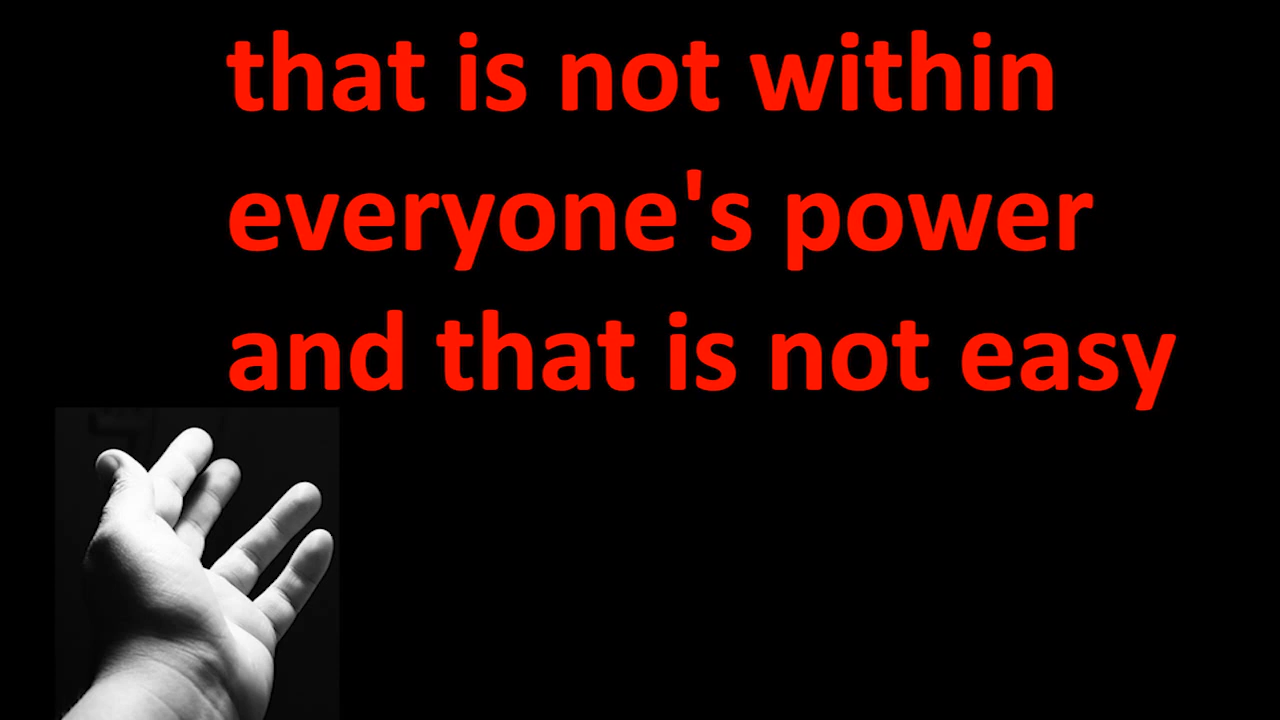 that is not within
everyone's power
and that is not easy